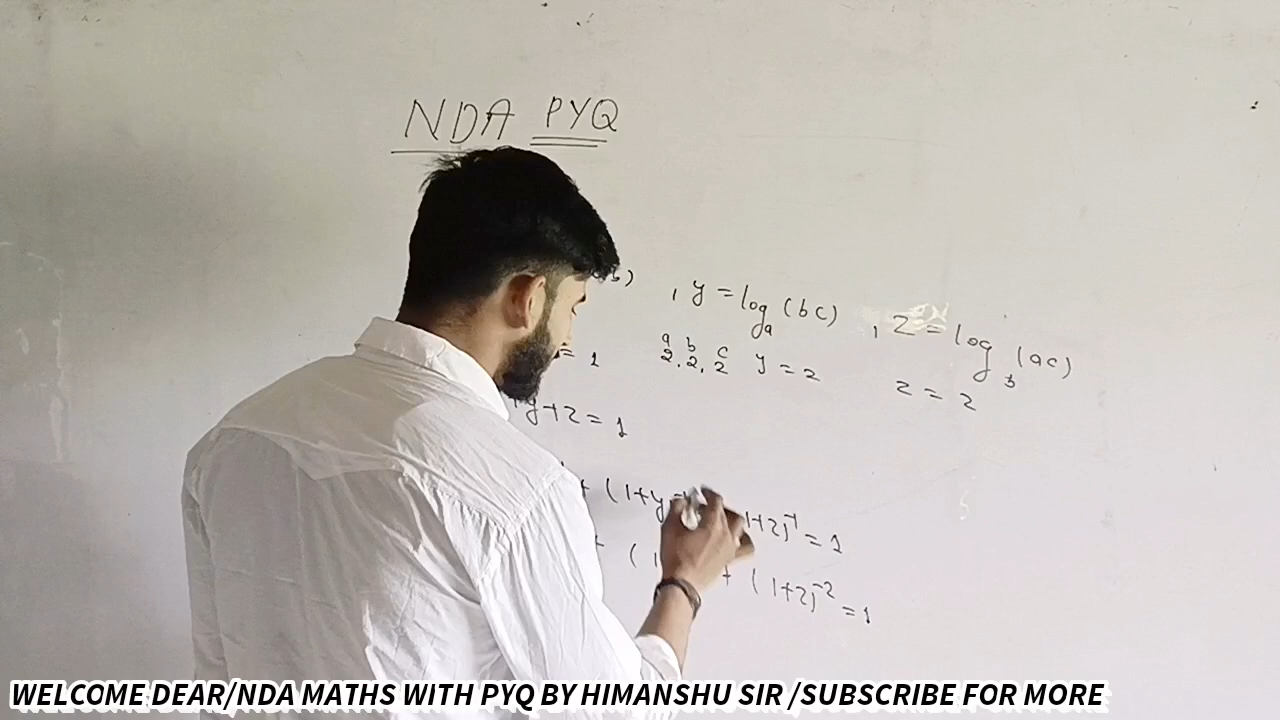 NDA PYQ
b) , y = log a (bc) , z = log b (ac)
= 1 a b c
2, 2, 2 y = 2 z = 2
+y+z = 1
+ (1+y 1+z)⁻¹ = 1
+ ( 1 + (1+z)⁻² = 1
WELCOME DEAR/NDA MATHS WITH PYQ BY HIMANSHU SIR /SUBSCRIBE FOR MORE